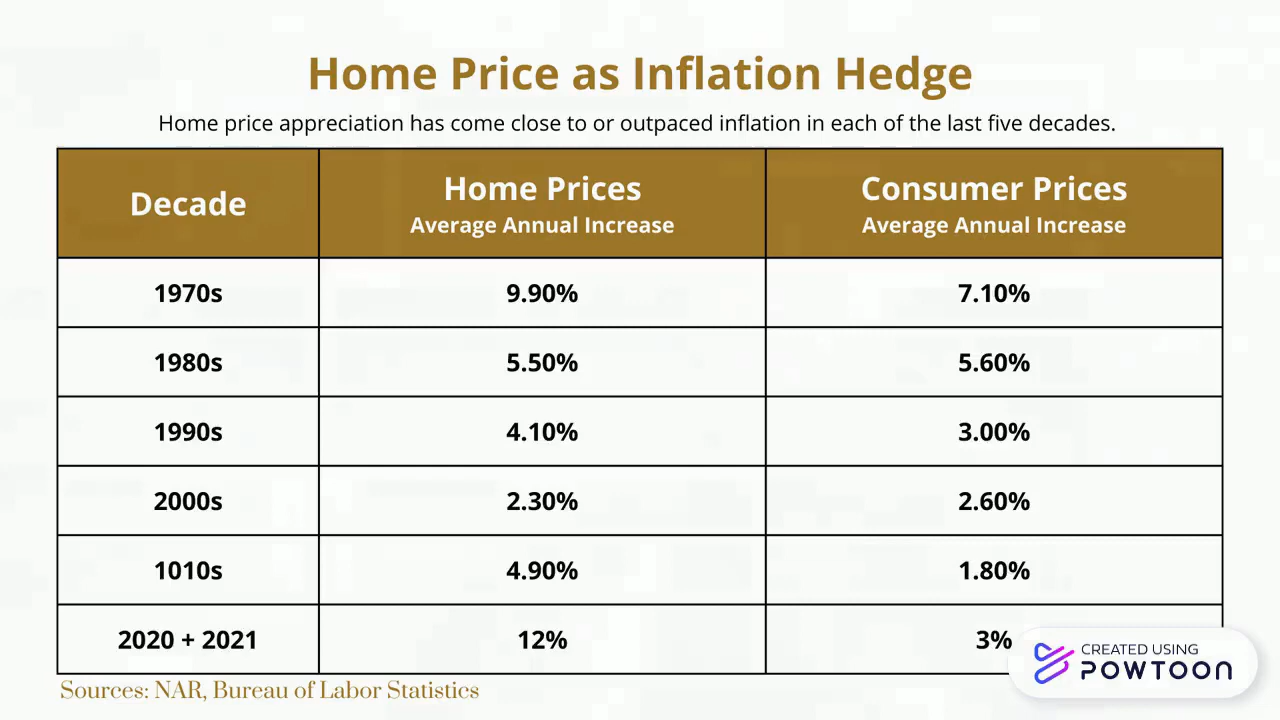 Home Price as Inflation Hedge
Home price appreciation has come close to or outpaced inflation in each of the last five decades.
Decade Home Prices Average Annual Increase Consumer Prices Average Annual Increase
1970s 9.90% 7.10%
1980s 5.50% 5.60%
1990s 4.10% 3.00%
2000s 2.30% 2.60%
1010s 4.90% 1.80%
2020 + 2021 12% 3%
CREATED USING
POWTOON
Sources: NAR, Bureau of Labor Statistics